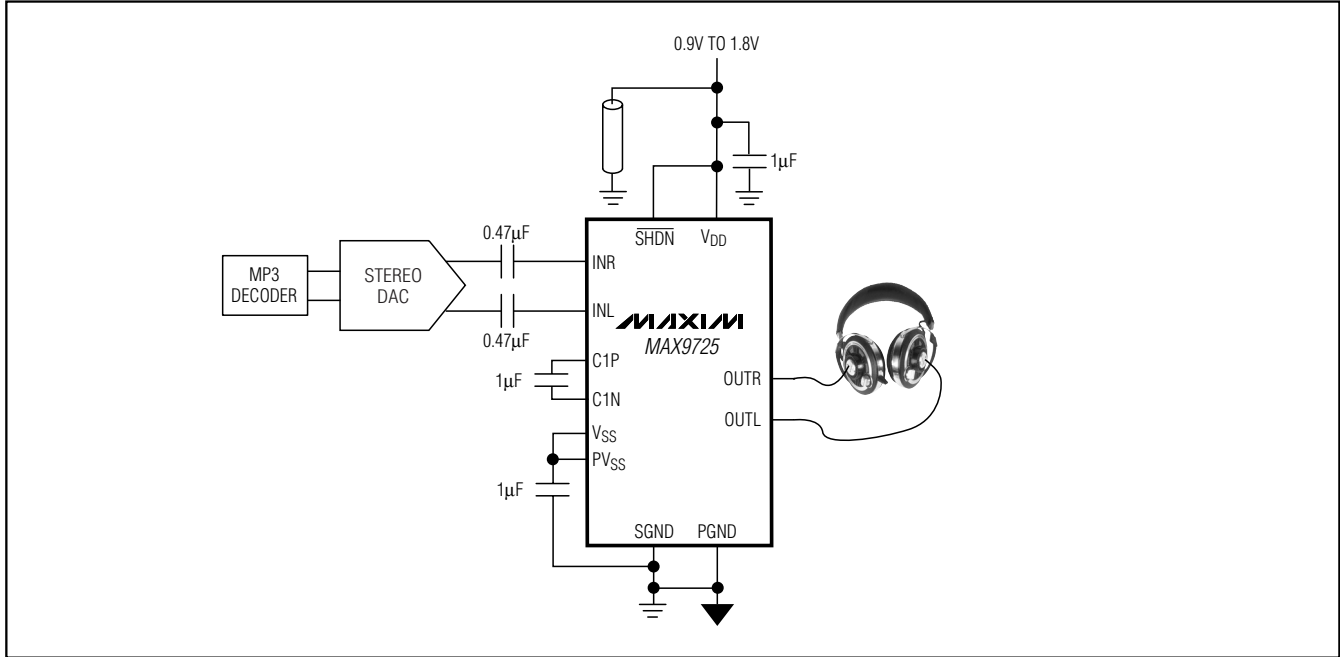 0.9V TO 1.8V
1µF
SHDN VDD
0.47µF
INR
MP3
DECODER
STEREO
DAC
INL
0.47µF
MAXIM
MAX9725
C1P
1µF
C1N
OUTR
OUTL
VSS
PVSS
1µF
SGND PGND